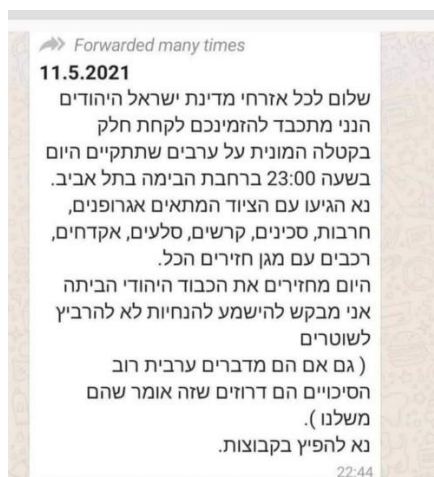 Forwarded many times
11.5.2021
שלום לכל אזרחי מדינת ישראל היהודים
הנני מתכבד להזמינכם לקחת חלק
בקטלה המונית על ערבים שתתקיים היום
בשעה 23:00 ברחבת הבימה בתל אביב.
נא הגיעו עם הציוד המתאים אגרופנים,
חרבות, סכינים, קרשים, סלעים, אקדחים,
רכבים עם מגן חזירים הכל.
היום מחזירים את הכבוד היהודי הביתה
אני מבקש להישמע להנחיות לא להרביץ
לשוטרים
( גם אם הם מדברים ערבית רוב
הסיכויים הם דרוזים שזה אומר שהם
משלנו ).
נא להפיץ בקבוצות.
22:44